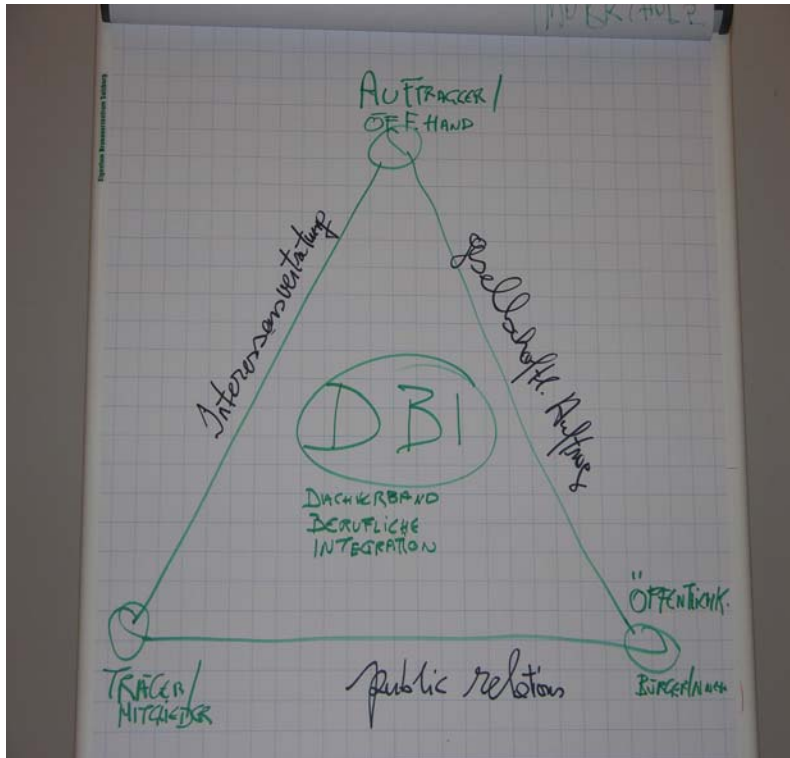 AUFTRAGGER/
ÖFF. HAND
Interessensvertretung
gesellschaftl. Auftrag
DBI
DACHVERBAND
BERUFLICHE
INTEGRATION
ÖFFENTLICHK.
TRÄGER/
MITGLIEDER
public relations
BÜRGERINNEN